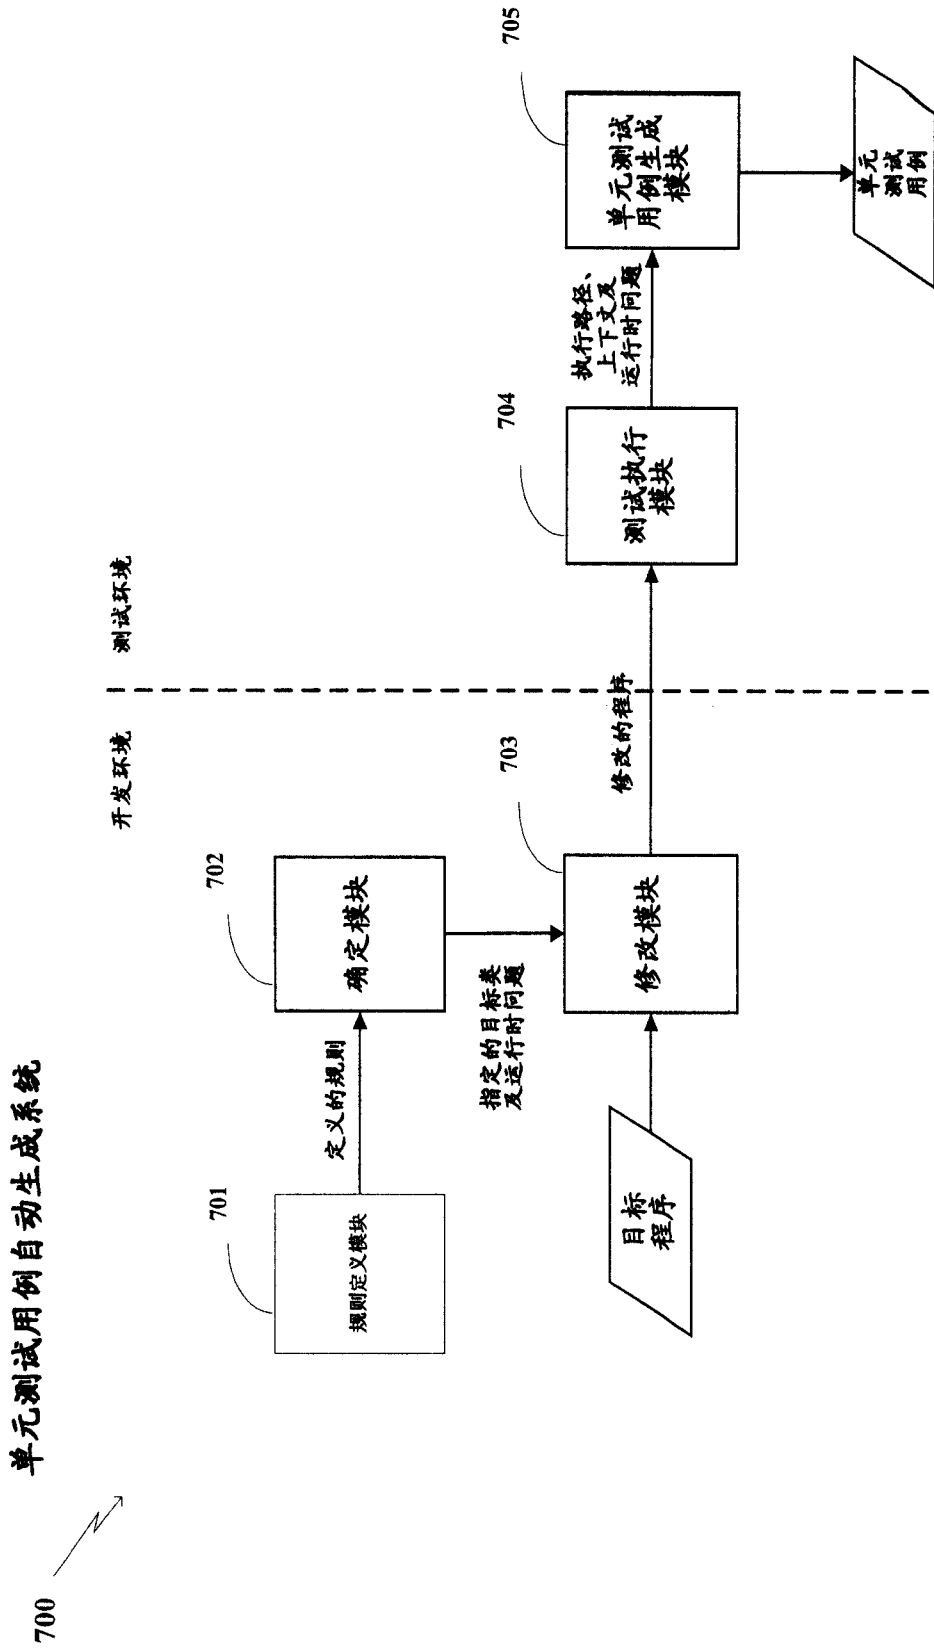 单元测试用例自动生成系统
700
开发环境
测试环境
701
规则定义模块
定义的规则
702
确定模块
指定的目标类
及运行时问题
目标
程序
703
修改模块
修改的程序
704
测试执行
模块
执行路径、
上下文及
运行时问题
705
单元测试
用例生成
模块
单元
测试
用例